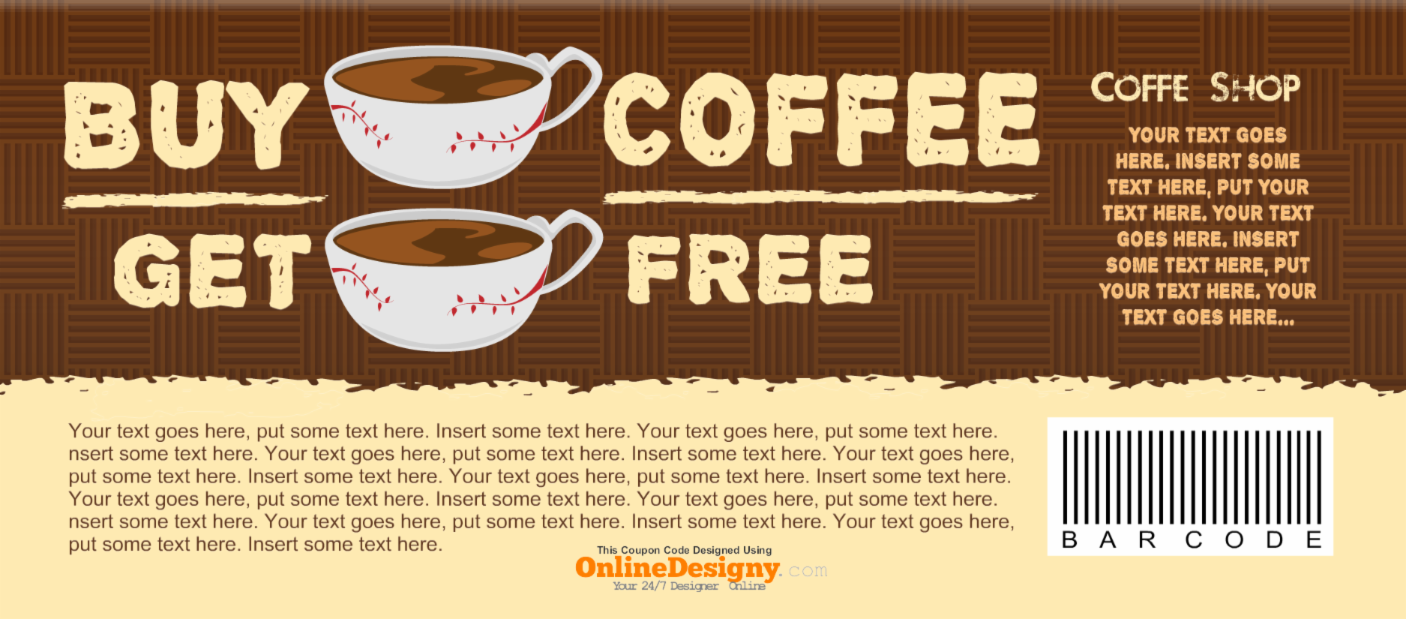 BUY COFFEE
GET FREE
COFFE SHOP
YOUR TEXT GOES
HERE. INSERT SOME
TEXT HERE, PUT YOUR
TEXT HERE. YOUR TEXT
GOES HERE. INSERT
SOME TEXT HERE, PUT
YOUR TEXT HERE. YOUR
TEXT GOES HERE...
Your text goes here, put some text here. Insert some text here. Your text goes here, put some text here.
nsert some text here. Your text goes here, put some text here. Insert some text here. Your text goes here,
put some text here. Insert some text here. Your text goes here, put some text here. Insert some text here.
Your text goes here, put some text here. Insert some text here. Your text goes here, put some text here.
nsert some text here. Your text goes here, put some text here. Insert some text here. Your text goes here,
put some text here. Insert some text here.
BARCODE
This Coupon Code Designed Using
OnlineDesigny.com
Your 24/7 Designer Online